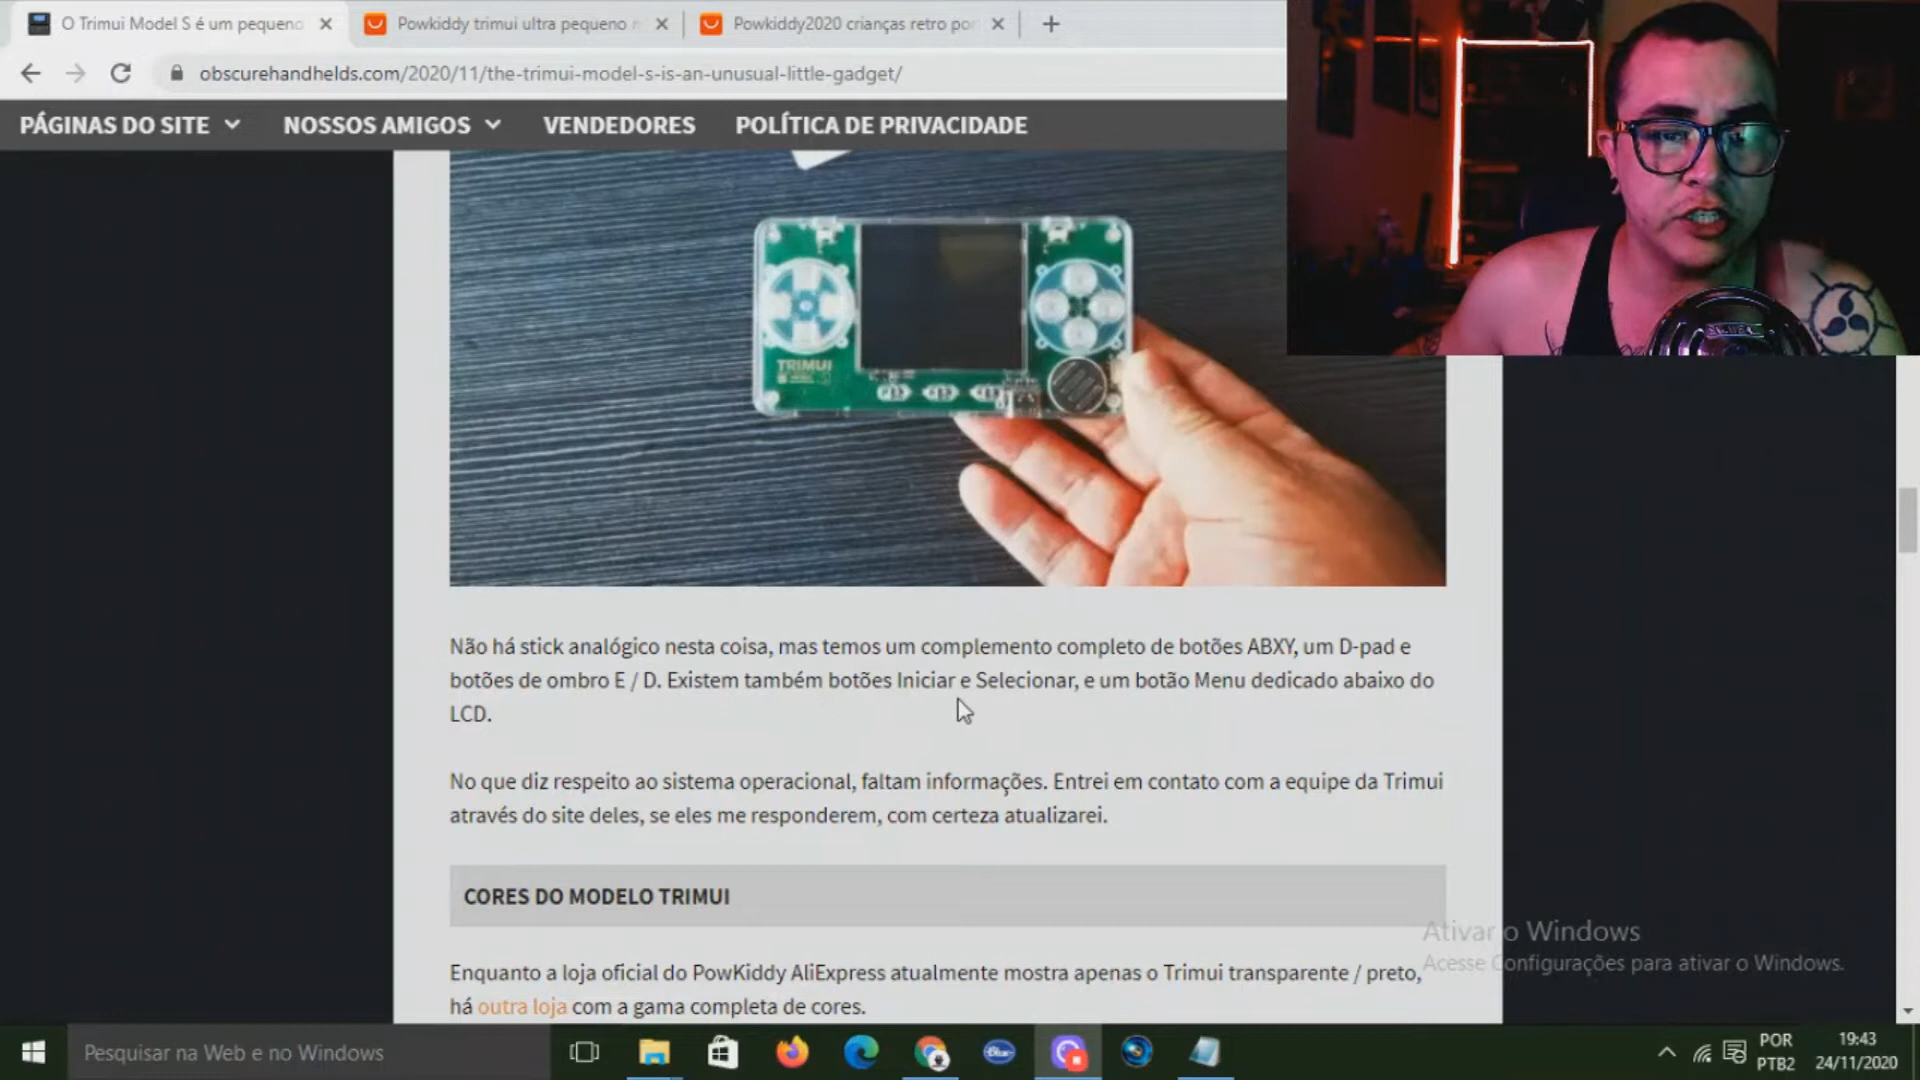 O Trimui Model S é um pequeno
Powkiddy trimui ultra pequeno
Powkiddy2020 crianças retro por
obscurehandhelds.com/2020/11/the-trimui-model-s-is-an-unusual-little-gadget/
PÁGINAS DO SITE
NOSSOS AMIGOS
VENDEDORES
POLÍTICA DE PRIVACIDADE
TRIMUI
Não há stick analógico nesta coisa, mas temos um complemento completo de botões ABXY, um D-pad e
botões de ombro E / D. Existem também botões Iniciar e Selecionar, e um botão Menu dedicado abaixo do
LCD.
No que diz respeito ao sistema operacional, faltam informações. Entrei em contato com a equipe da Trimui
através do site deles, se eles me responderem, com certeza atualizarei.
CORES DO MODELO TRIMUI
Enquanto a loja oficial do PowKiddy AliExpress atualmente mostra apenas o Trimui transparente / preto,
há outra loja com a gama completa de cores.
Ativar o Windows
Acesse Configurações para ativar o Windows.
Pesquisar na Web e no Windows
Blue
POR
PTB2
19:43
24/11/2020